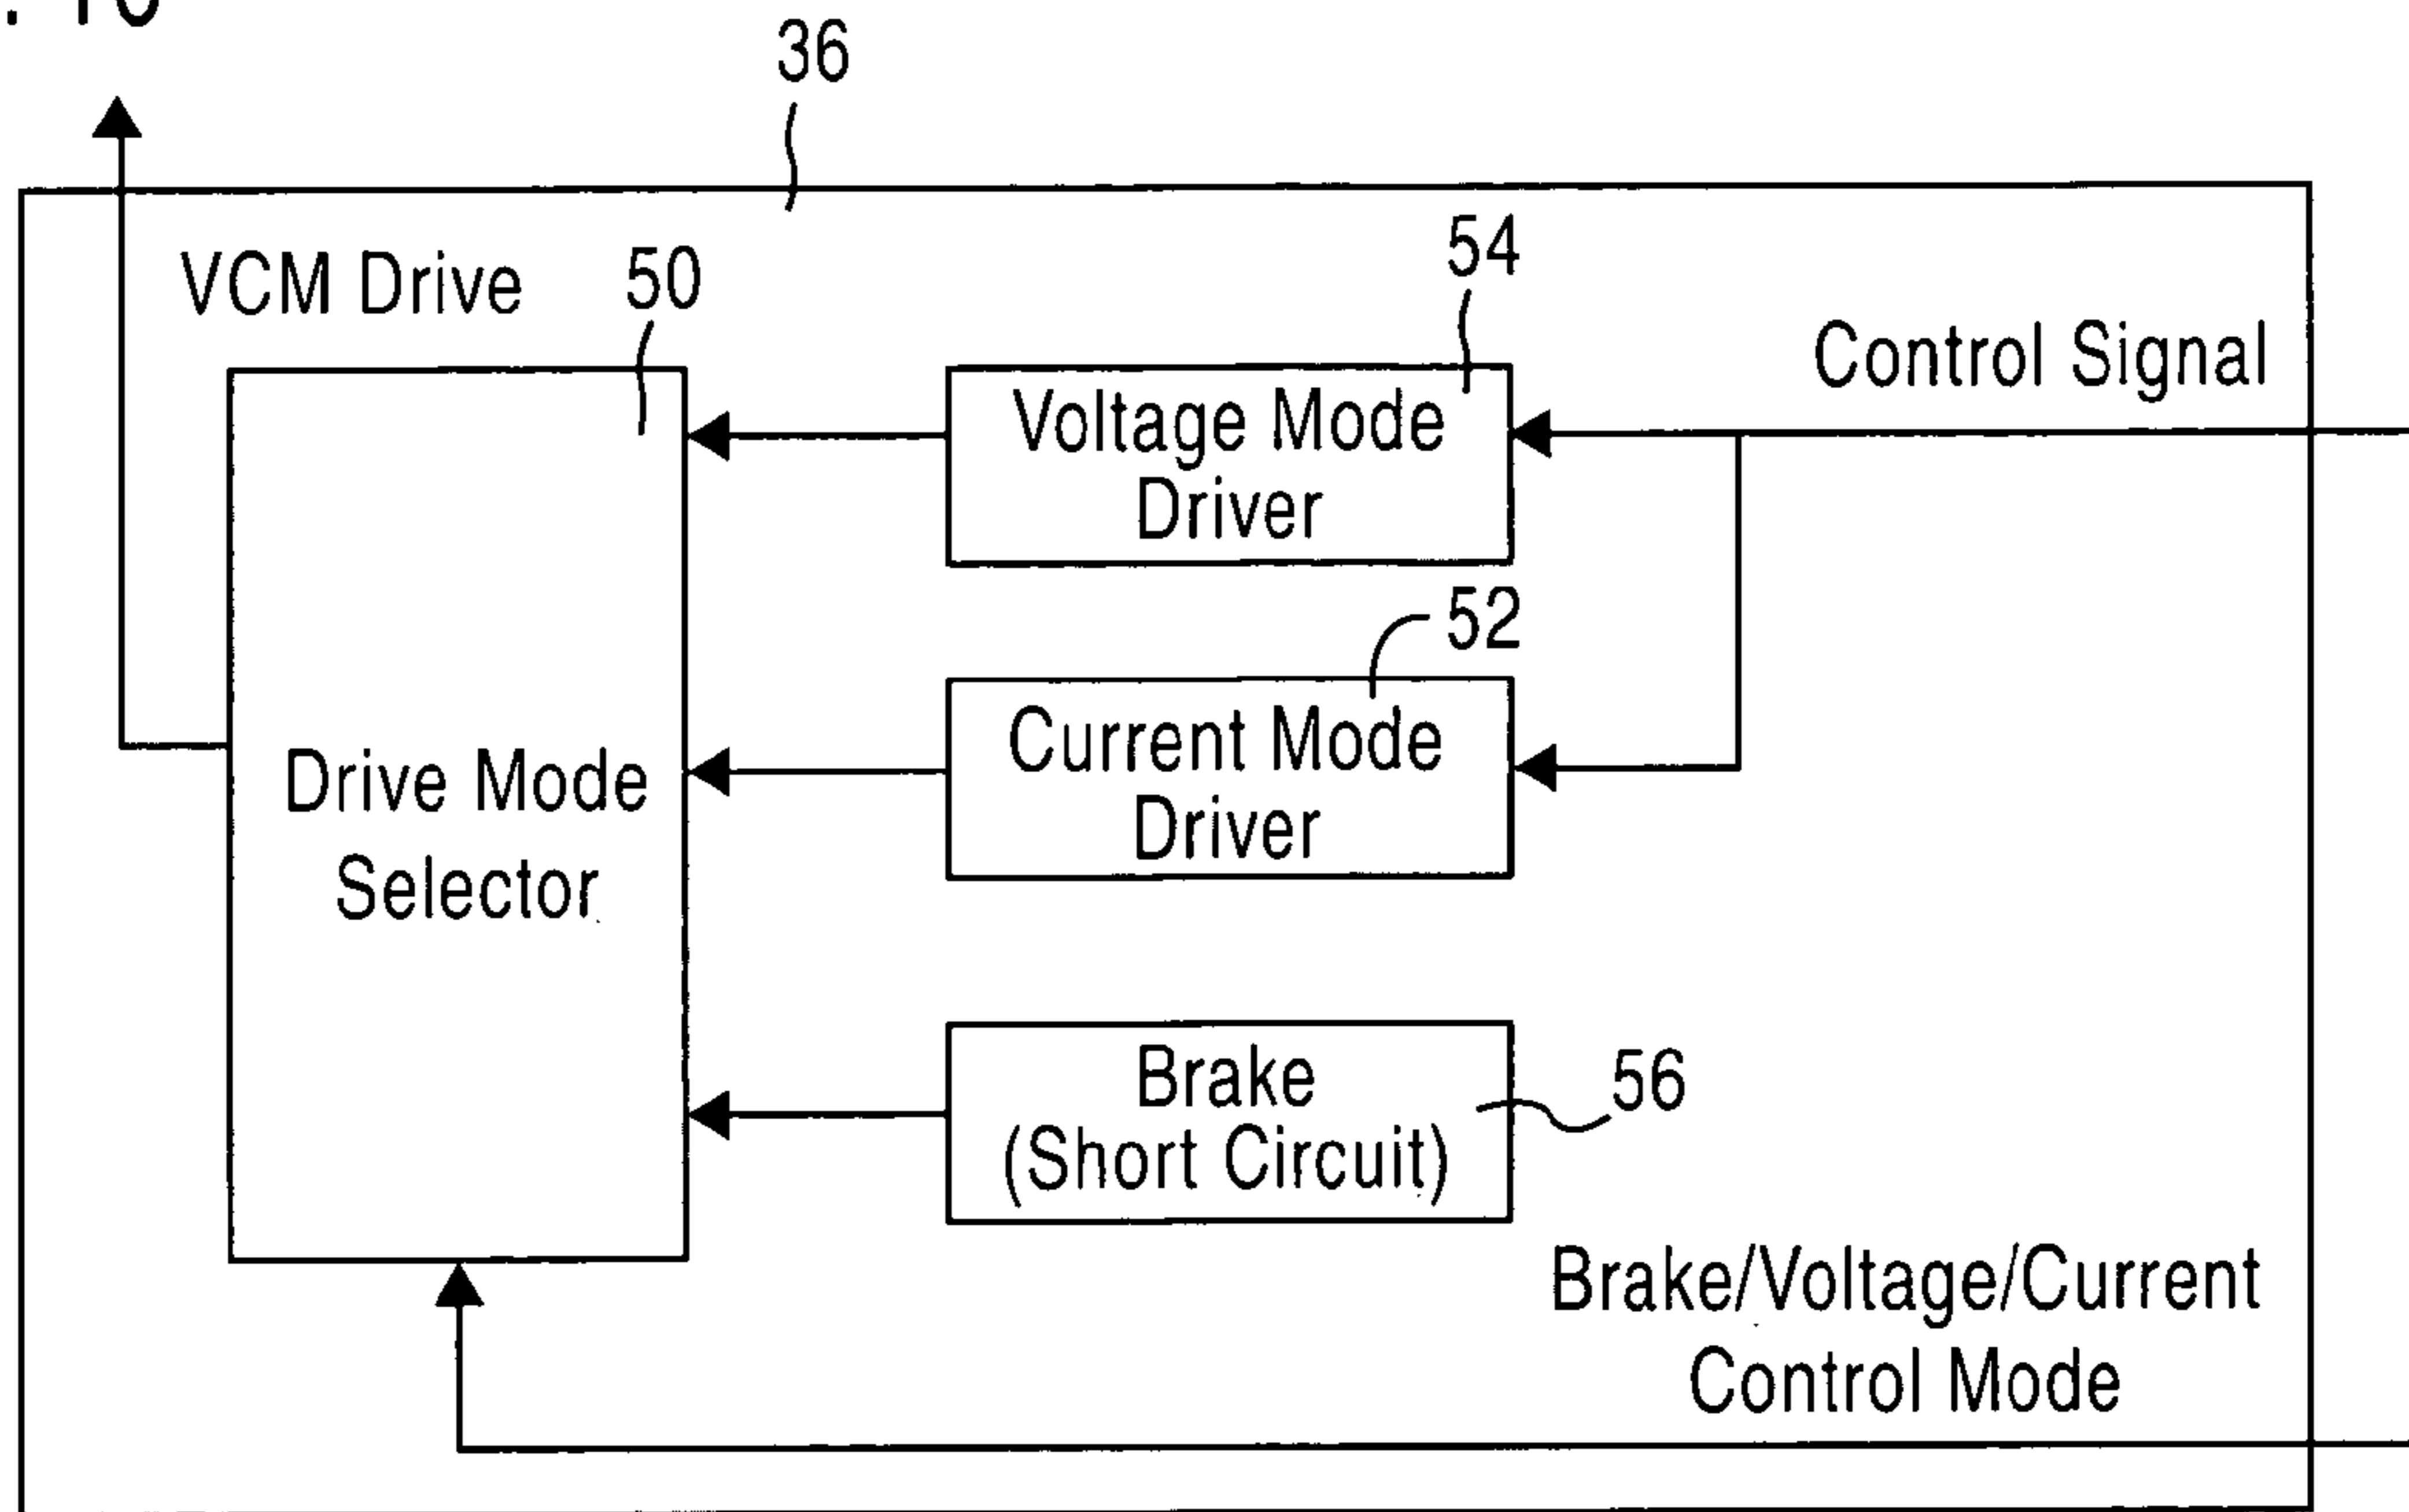 36
VCM Drive
50
54
Control Signal
Voltage Mode
Driver
52
Current Mode
Driver
Drive Mode
Selector
Brake
(Short Circuit)
56
Brake/Voltage/Current
Control Mode